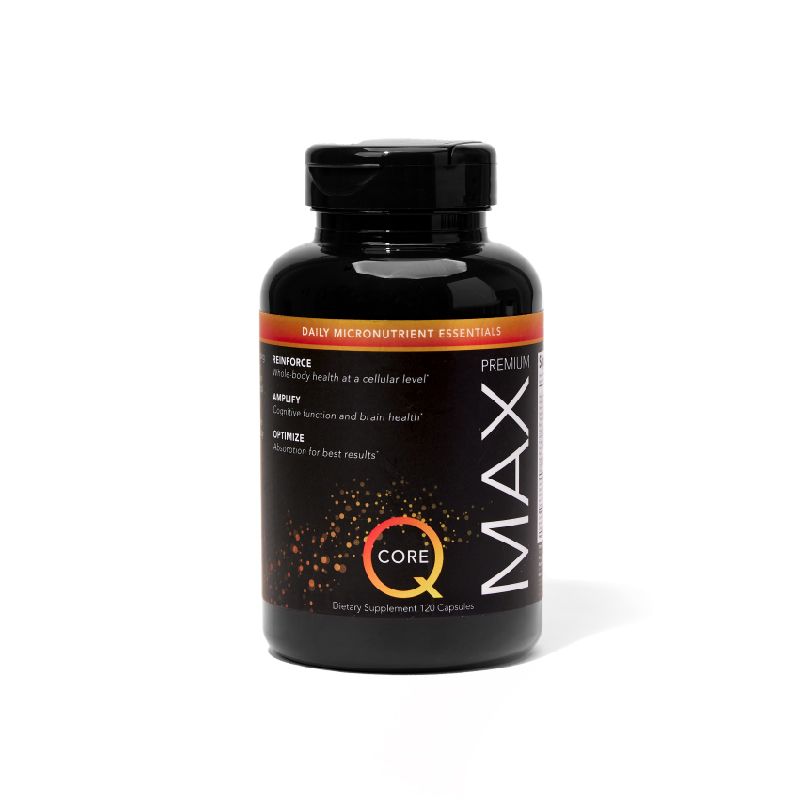 DAILY MICRONUTRIENT ESSENTIALS
REINFORCE
Whole-body health at a cellular level*
AMPLIFY
Cognitive function and brain health*
OPTIMIZE
Absorption for best results*
PREMIUM
MAX
CORE
Q
Dietary Supplement 120 Capsules